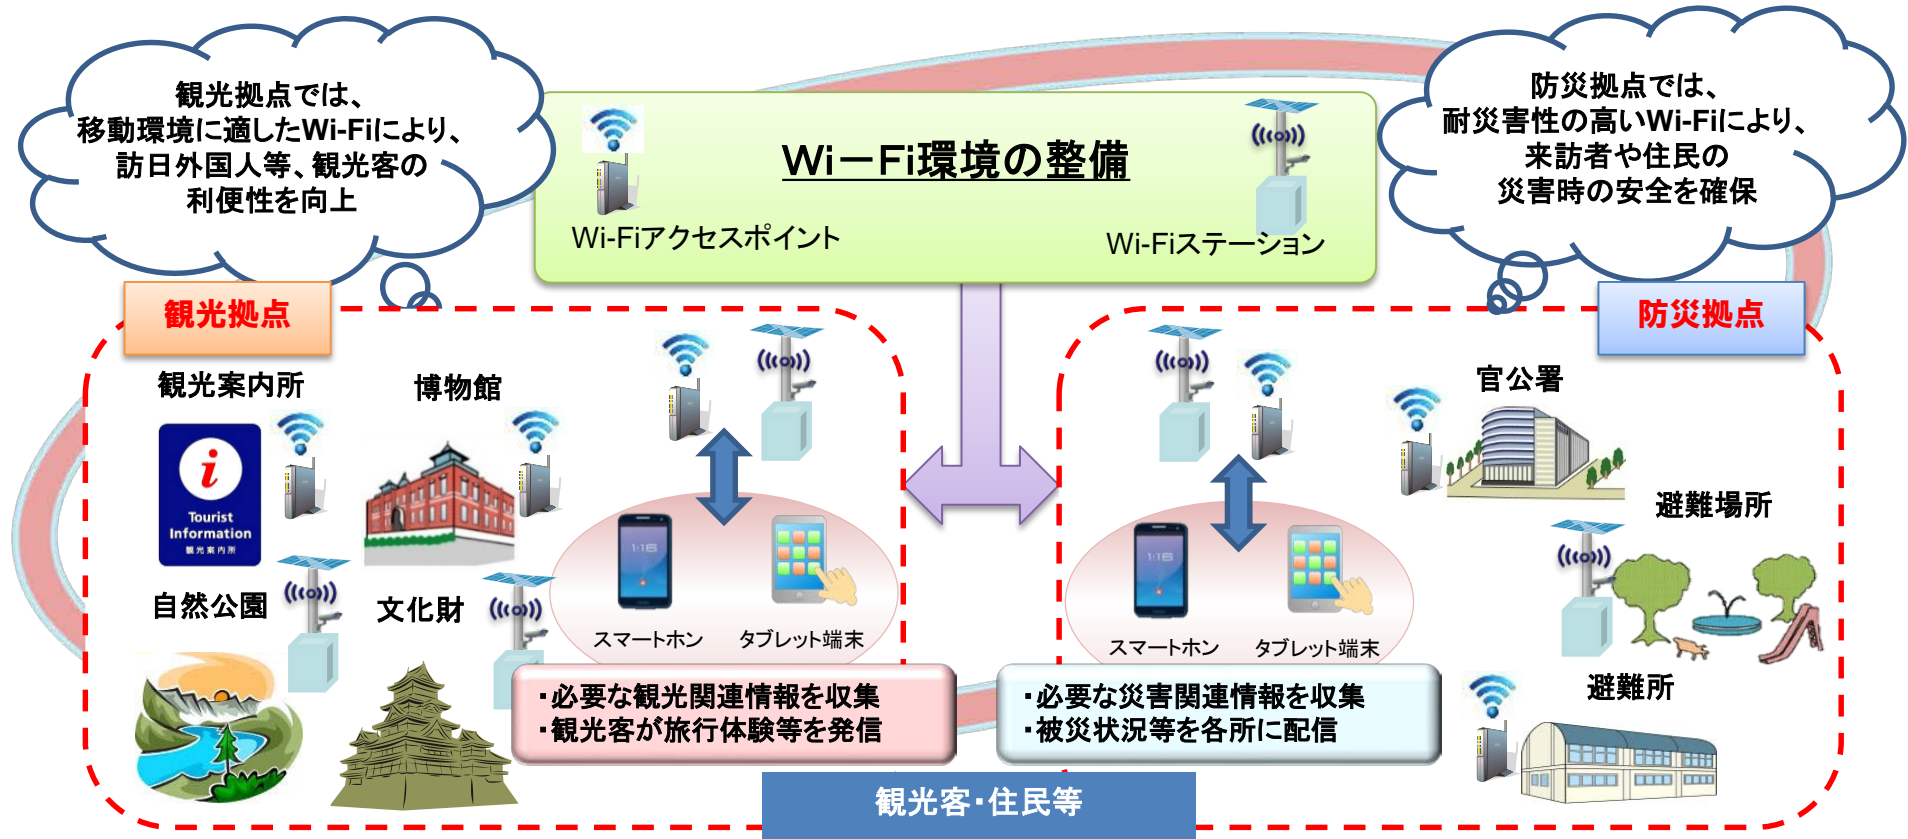 観光拠点では、
移動環境に適したWi-Fiにより、
訪日外国人等、観光客の
利便性を向上
Wi－Fi環境の整備
Wi-Fiアクセスポイント
Wi-Fiステーション
防災拠点では、
耐災害性の高いWi-Fiにより、
来訪者や住民の
災害時の安全を確保
観光拠点
観光案内所
博物館
i
Tourist
Information
観光案内所
自然公園
文化財
1:16
スマートホン
タブレット端末
・必要な観光関連情報を収集
・観光客が旅行体験等を発信
防災拠点
官公署
避難場所
避難所
1:16
スマートホン
タブレット端末
・必要な災害関連情報を収集
・被災状況等を各所に配信
観光客・住民等